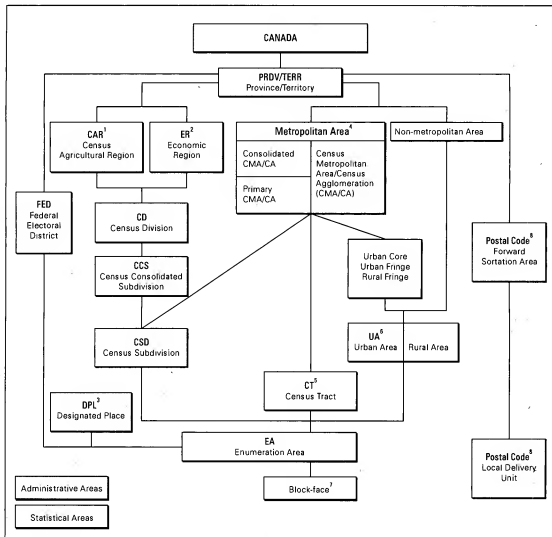 CANADA
PRDV/TERR
Province/Territory
CAR¹
Census
Agricultural Region
ER²
Economic
Region
Metropolitan Area⁴
Consolidated
CMA/CA
Primary
CMA/CA
Census
Metropolitan
Area/Census
Agglomeration
(CMA/CA)
Non-metropolitan Area
FED
Federal
Electoral
District
CD
Census Division
CCS
Census Consolidated
Subdivision
CSD
Census Subdivision
Urban Core
Urban Fringe
Rural Fringe
Postal Code⁸
Forward
Sortation Area
UA⁶
Urban Area
Rural Area
DPL³
Designated Place
CT⁵
Census Tract
EA
Enumeration Area
Block-face⁷
Postal Code⁸
Local Delivery
Unit
Administrative Areas
Statistical Areas